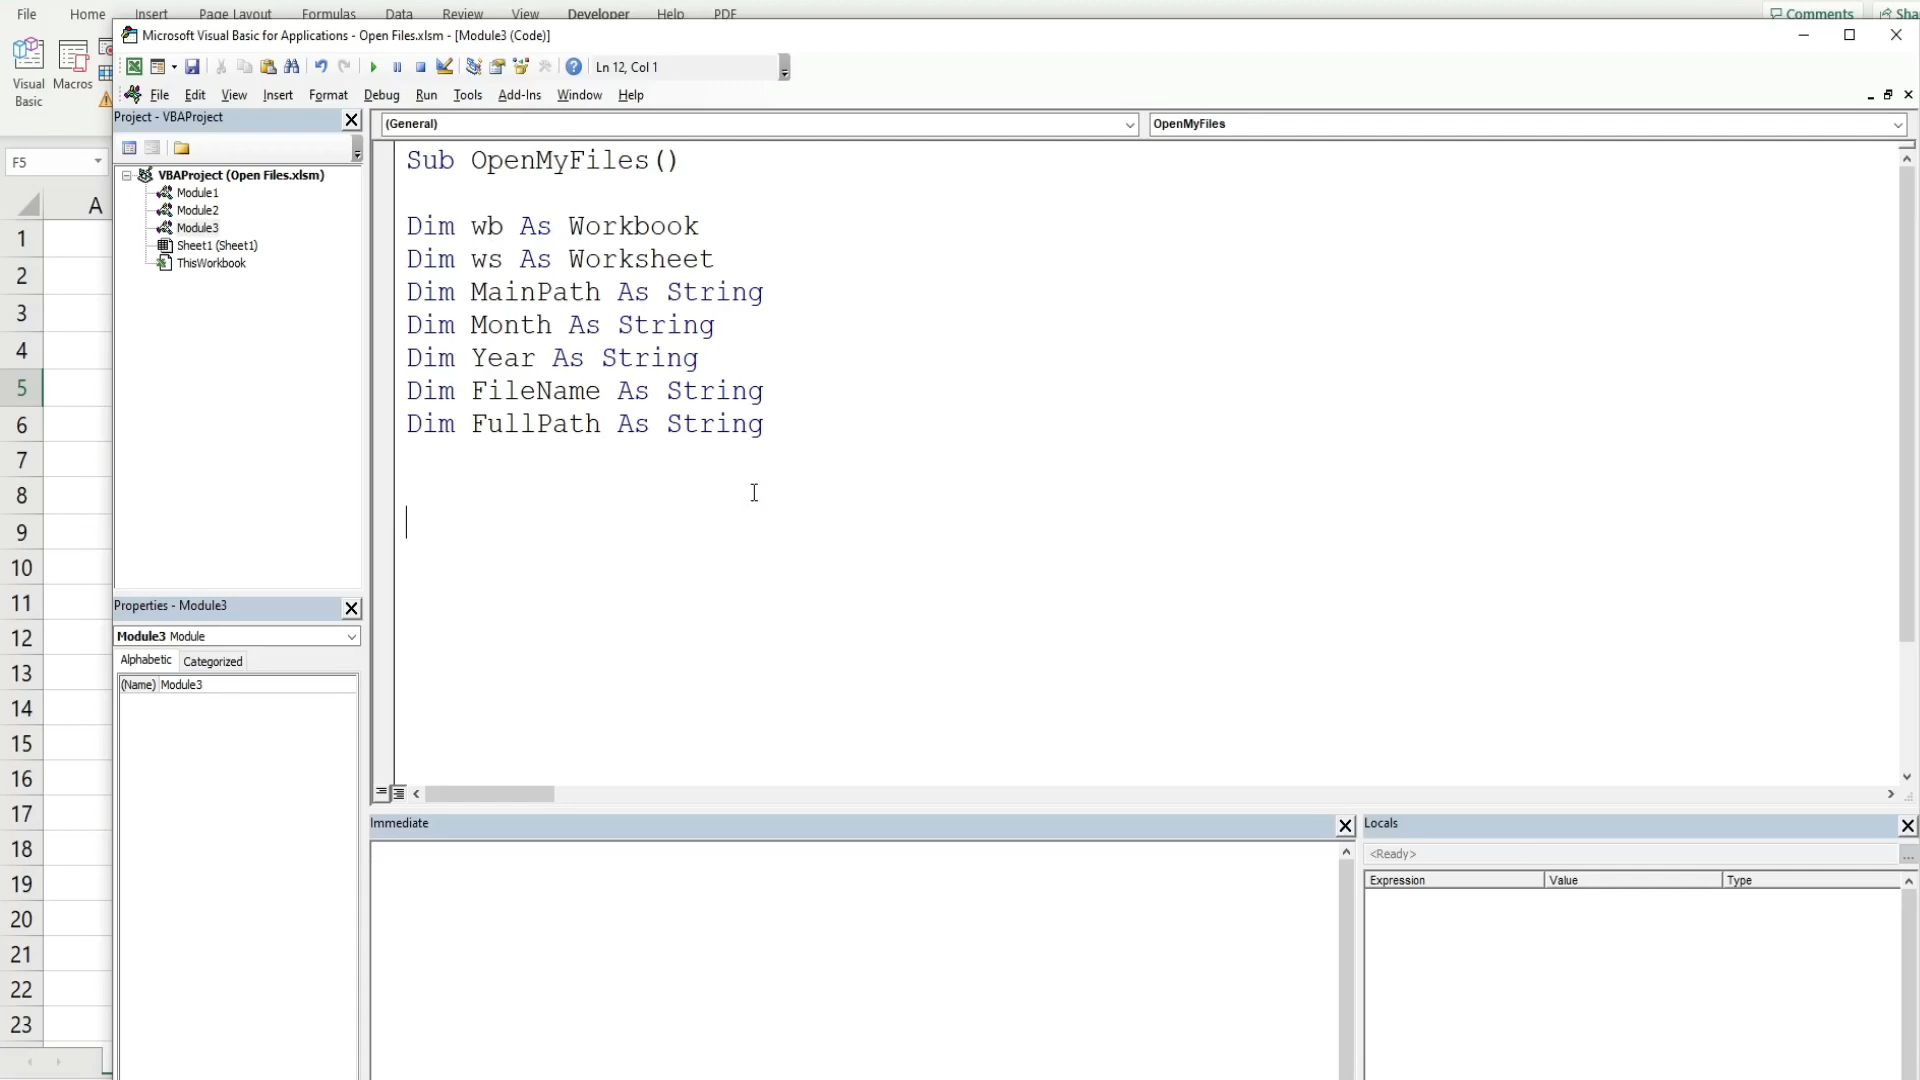 File Home Insert Page Layout Formulas Data Review View Developer Help PDF Comments Sha
Microsoft Visual Basic for Applications - Open Files.xlsm - [Module3 (Code)]
Ln 12, Col 1
Visual Basic
Macros
File Edit View Insert Format Debug Run Tools Add-Ins Window Help
Project - VBAProject
(General)
OpenMyFiles
F5
VBAProject (Open Files.xlsm)
Module1
Module2
Module3
Sheet1 (Sheet1)
ThisWorkbook
Sub OpenMyFiles()
Dim wb As Workbook
Dim ws As Worksheet
Dim MainPath As String
Dim Month As String
Dim Year As String
Dim FileName As String
Dim FullPath As String
A
1
2
3
4
5
6
7
8
9
10
11
12
13
14
15
16
17
18
19
20
21
22
23
Properties - Module3
Module3 Module
Alphabetic Categorized
(Name) Module3
Immediate
Locals
<Ready>
...
Expression Value Type